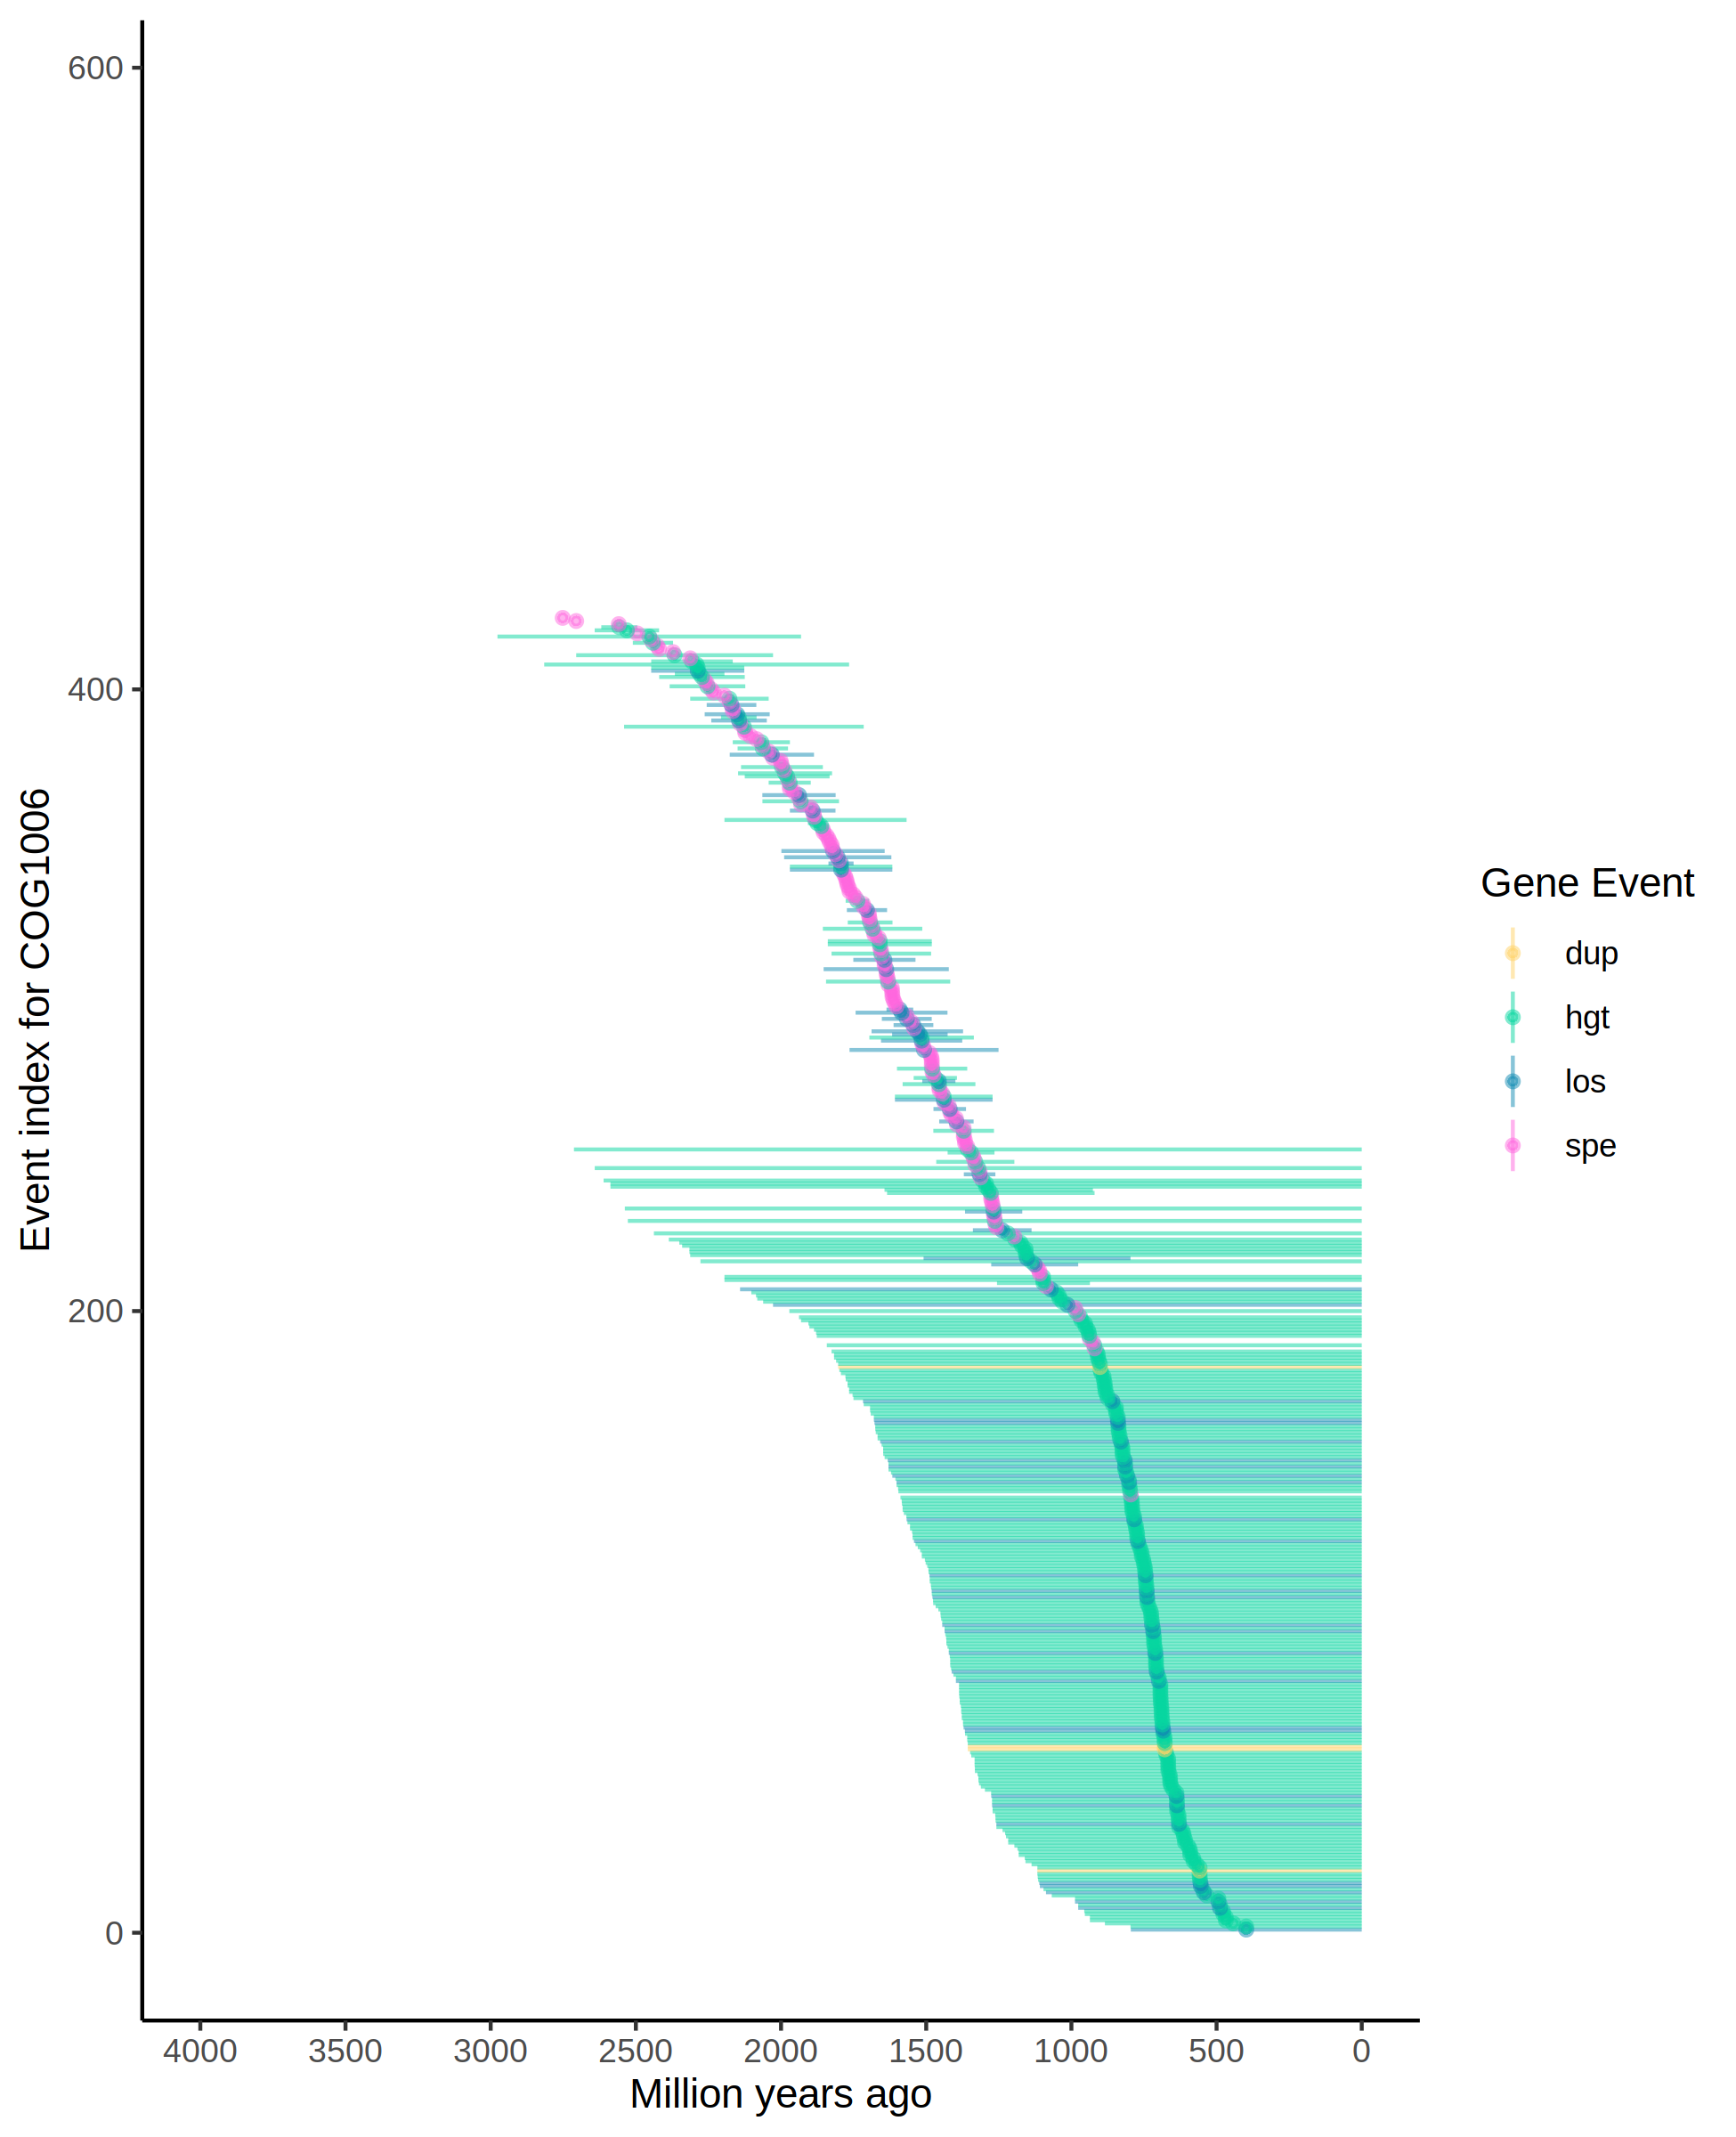 Event index for COG1006
600
400
200
0
4000 3500 3000 2500 2000 1500 1000 500 0
Million years ago
Gene Event
dup
hgt
los
spe